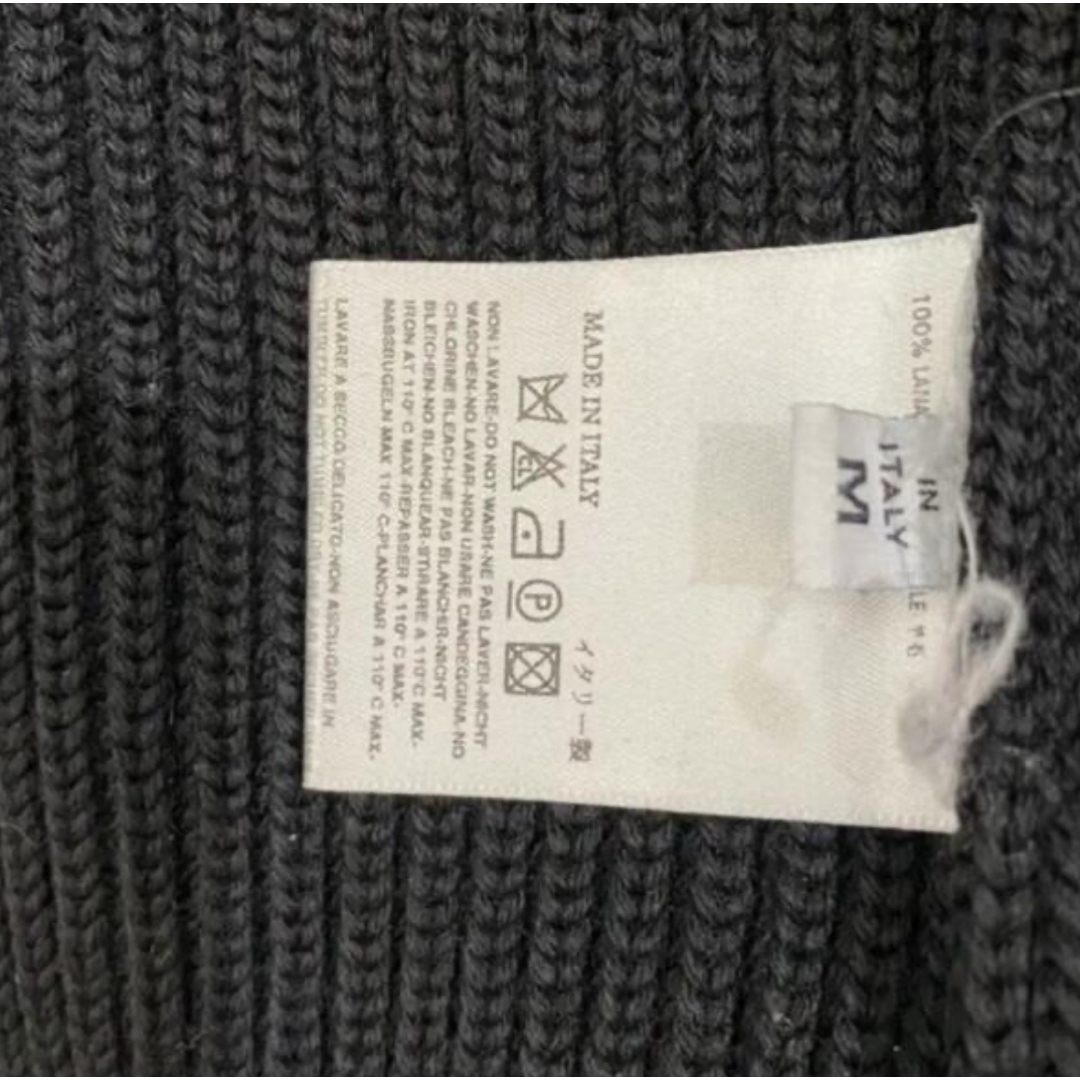 100% LANA
IN
ITALY
M
MADE IN ITALY
イタリー製
CL
P
NON LAVARE-DO NOT WASH-NE PAS LAVER-NICHT
WASCHEN-NO LAVAR-NON USARE CANDEGGINA-NO
CHLORINE BLEACH-NE PAS BLANCHIR-NICHT
BLEICHEN-NO BLANQUEAR-STIRARE A 110°C MAX-
IRON AT 110° C MAX-REPASSER A 110° C MAX-
NASSBUGELN MAX 110° C-PLANCHAR A 110° C MAX.
LAVARE A SECCO DELICATO-NON ASCIUGARE IN